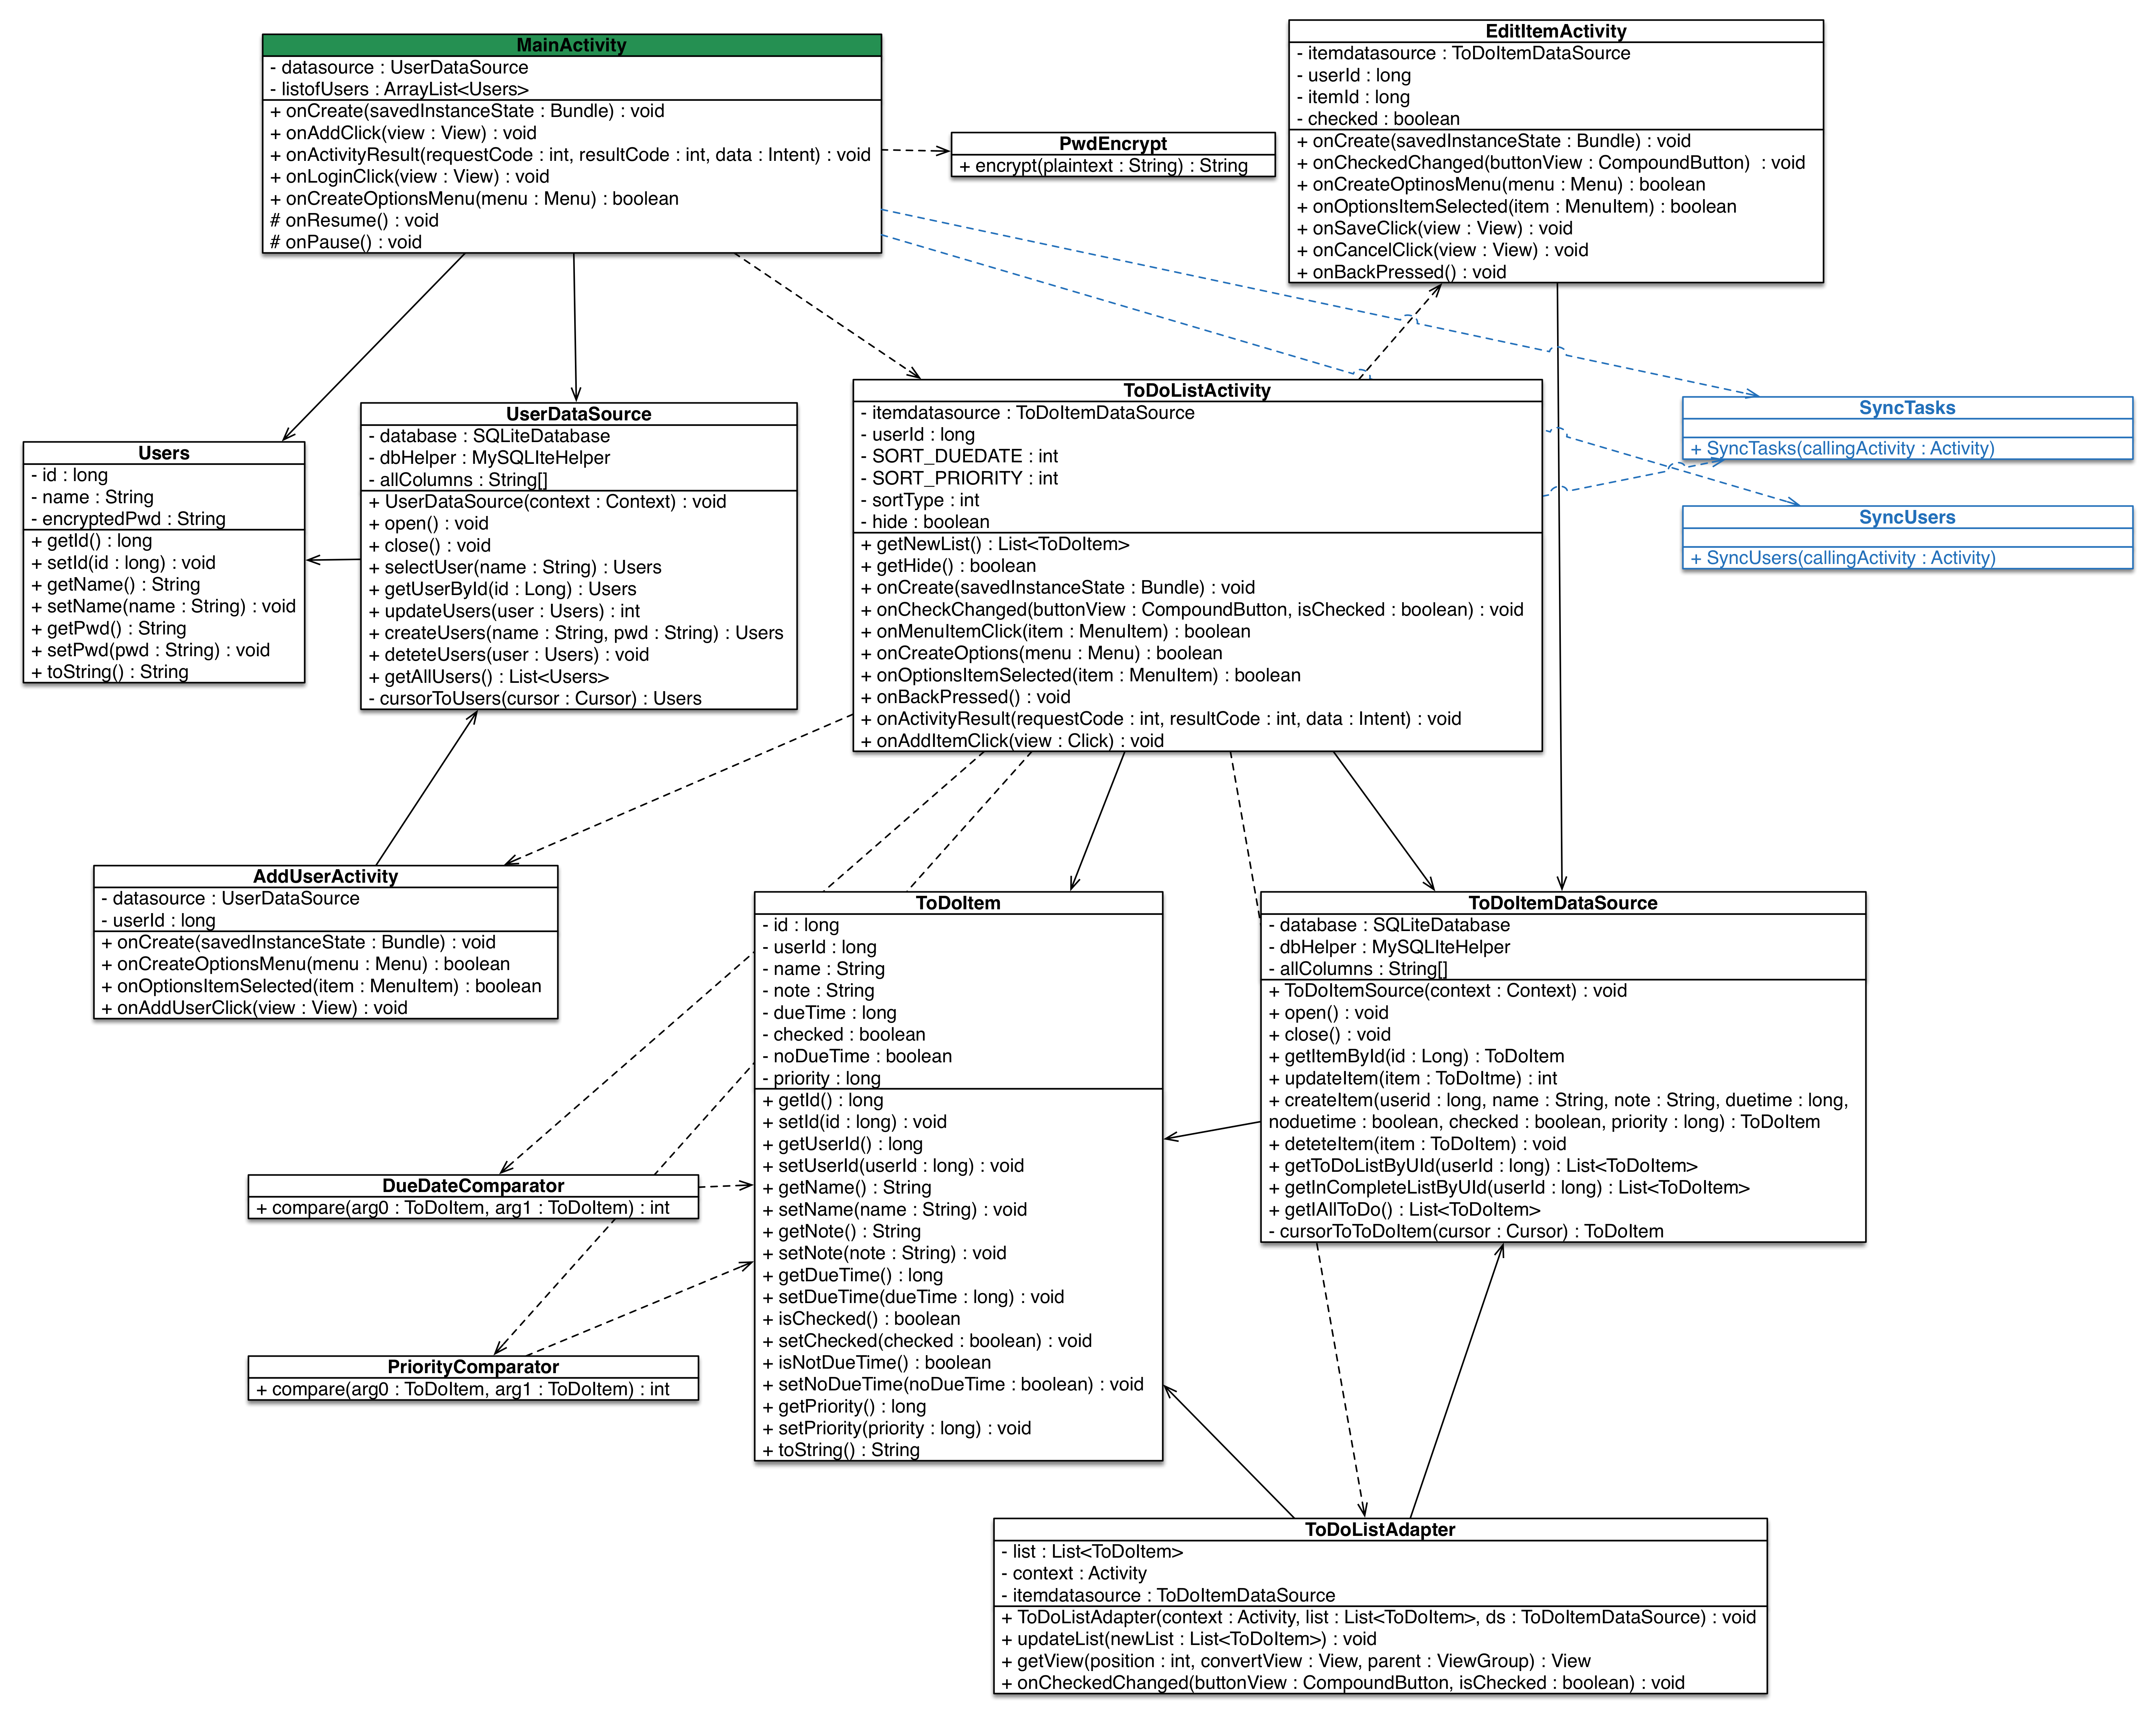 MainActivity
- datasource : UserDataSource
- listofUsers : ArrayList<Users>
+ onCreate(savedInstanceState : Bundle) : void
+ onAddClick(view : View) : void
+ onActivityResult(requestCode : int, resultCode : int, data : Intent) : void
+ onLoginClick(view : View) : void
+ onCreateOptionsMenu(menu : Menu) : boolean
# onResume() : void
# onPause() : void
PwdEncrypt
+ encrypt(plaintext : String) : String
EditItemActivity
- itemdatasource : ToDoItemDataSource
- userId : long
- itemId : long
- checked : boolean
+ onCreate(savedInstanceState : Bundle) : void
+ onCheckedChanged(buttonView : CompoundButton) : void
+ onCreateOptinosMenu(menu : Menu) : boolean
+ onOptionsItemSelected(item : MenuItem) : boolean
+ onSaveClick(view : View) : void
+ onCancelClick(view : View) : void
+ onBackPressed() : void
Users
- id : long
- name : String
- encryptedPwd : String
+ getId() : long
+ setId(id : long) : void
+ getName() : String
+ setName(name : String) : void
+ getPwd() : String
+ setPwd(pwd : String) : void
+ toString() : String
UserDataSource
- database : SQLiteDatabase
- dbHelper : MySQLIteHelper
- allColumns : String[]
+ UserDataSource(context : Context) : void
+ open() : void
+ close() : void
+ selectUser(name : String) : Users
+ getUserById(id : Long) : Users
+ updateUsers(user : Users) : int
+ createUsers(name : String, pwd : String) : Users
+ deteteUsers(user : Users) : void
+ getAllUsers() : List<Users>
- cursorToUsers(cursor : Cursor) : Users
ToDoListActivity
- itemdatasource : ToDoItemDataSource
- userId : long
- SORT_DUEDATE : int
- SORT_PRIORITY : int
- sortType : int
- hide : boolean
+ getNewList() : List<ToDoItem>
+ getHide() : boolean
+ onCreate(savedInstanceState : Bundle) : void
+ onCheckChanged(buttonView : CompoundButton, isChecked : boolean) : void
+ onMenuItemClick(item : MenuItem) : boolean
+ onCreateOptions(menu : Menu) : boolean
+ onOptionsItemSelected(item : MenuItem) : boolean
+ onBackPressed() : void
+ onActivityResult(requestCode : int, resultCode : int, data : Intent) : void
+ onAddItemClick(view : Click) : void
SyncTasks
+ SyncTasks(callingActivity : Activity)
SyncUsers
+ SyncUsers(callingActivity : Activity)
AddUserActivity
- datasource : UserDataSource
- userId : long
+ onCreate(savedInstanceState : Bundle) : void
+ onCreateOptionsMenu(menu : Menu) : boolean
+ onOptionsItemSelected(item : MenuItem) : boolean
+ onAddUserClick(view : View) : void
ToDoItem
- id : long
- userId : long
- name : String
- note : String
- dueTime : long
- checked : boolean
- noDueTime : boolean
- priority : long
+ getId() : long
+ setId(id : long) : void
+ getUserId() : long
+ setUserId(userId : long) : void
+ getName() : String
+ setName(name : String) : void
+ getNote() : String
+ setNote(note : String) : void
+ getDueTime() : long
+ setDueTime(dueTime : long) : void
+ isChecked() : boolean
+ setChecked(checked : boolean) : void
+ isNotDueTime() : boolean
+ setNoDueTime(noDueTime : boolean) : void
+ getPriority() : long
+ setPriority(priority : long) : void
+ toString() : String
ToDoItemDataSource
- database : SQLiteDatabase
- dbHelper : MySQLIteHelper
- allColumns : String[]
+ ToDoItemSource(context : Context) : void
+ open() : void
+ close() : void
+ getItemById(id : Long) : ToDoItem
+ updateItem(item : ToDoItme) : int
+ createItem(userid : long, name : String, note : String, duetime : long,
noduetime : boolean, checked : boolean, priority : long) : ToDoItem
+ deteteItem(item : ToDoItem) : void
+ getToDoListByUId(userId : long) : List<ToDoItem>
+ getInCompleteListByUId(userId : long) : List<ToDoItem>
+ getIAllToDo() : List<ToDoItem>
- cursorToToDoItem(cursor : Cursor) : ToDoItem
DueDateComparator
+ compare(arg0 : ToDoItem, arg1 : ToDoItem) : int
PriorityComparator
+ compare(arg0 : ToDoItem, arg1 : ToDoItem) : int
ToDoListAdapter
- list : List<ToDoItem>
- context : Activity
- itemdatasource : ToDoItemDataSource
+ ToDoListAdapter(context : Activity, list : List<ToDoItem>, ds : ToDoItemDataSource) : void
+ updateList(newList : List<ToDoItem>) : void
+ getView(position : int, convertView : View, parent : ViewGroup) : View
+ onCheckedChanged(buttonView : CompoundButton, isChecked : boolean) : void